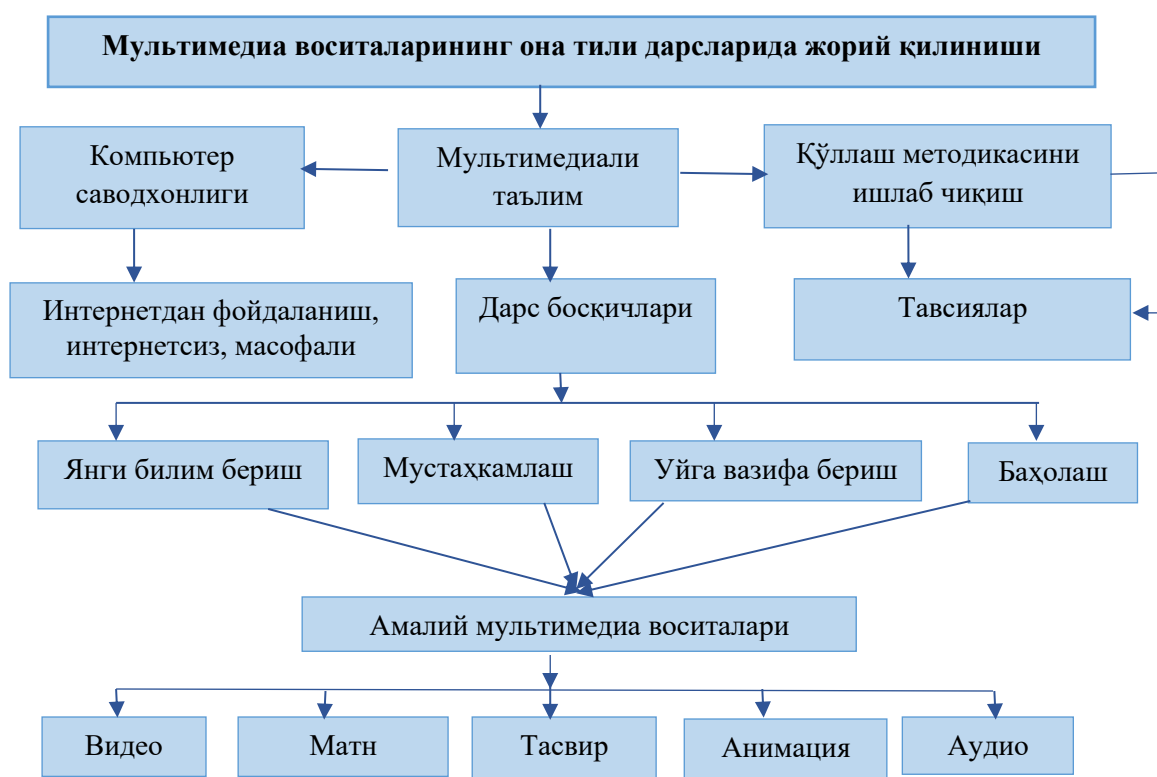 Мультимедиа воситаларининг она тили дарсларида жорий қилиниши
Компьютер
саводхонлиги
Мультимедиали
таълим
Қўллаш методикасини
ишлаб чиқиш
Интернетдан фойдаланиш,
интернетсиз, масофали
Дарс босқичлари
Тавсиялар
Янги билим бериш
Мустаҳкамлаш
Уйга вазифа бериш
Баҳолаш
Амалий мультимедиа воситалари
Видео
Матн
Тасвир
Анимация
Аудио